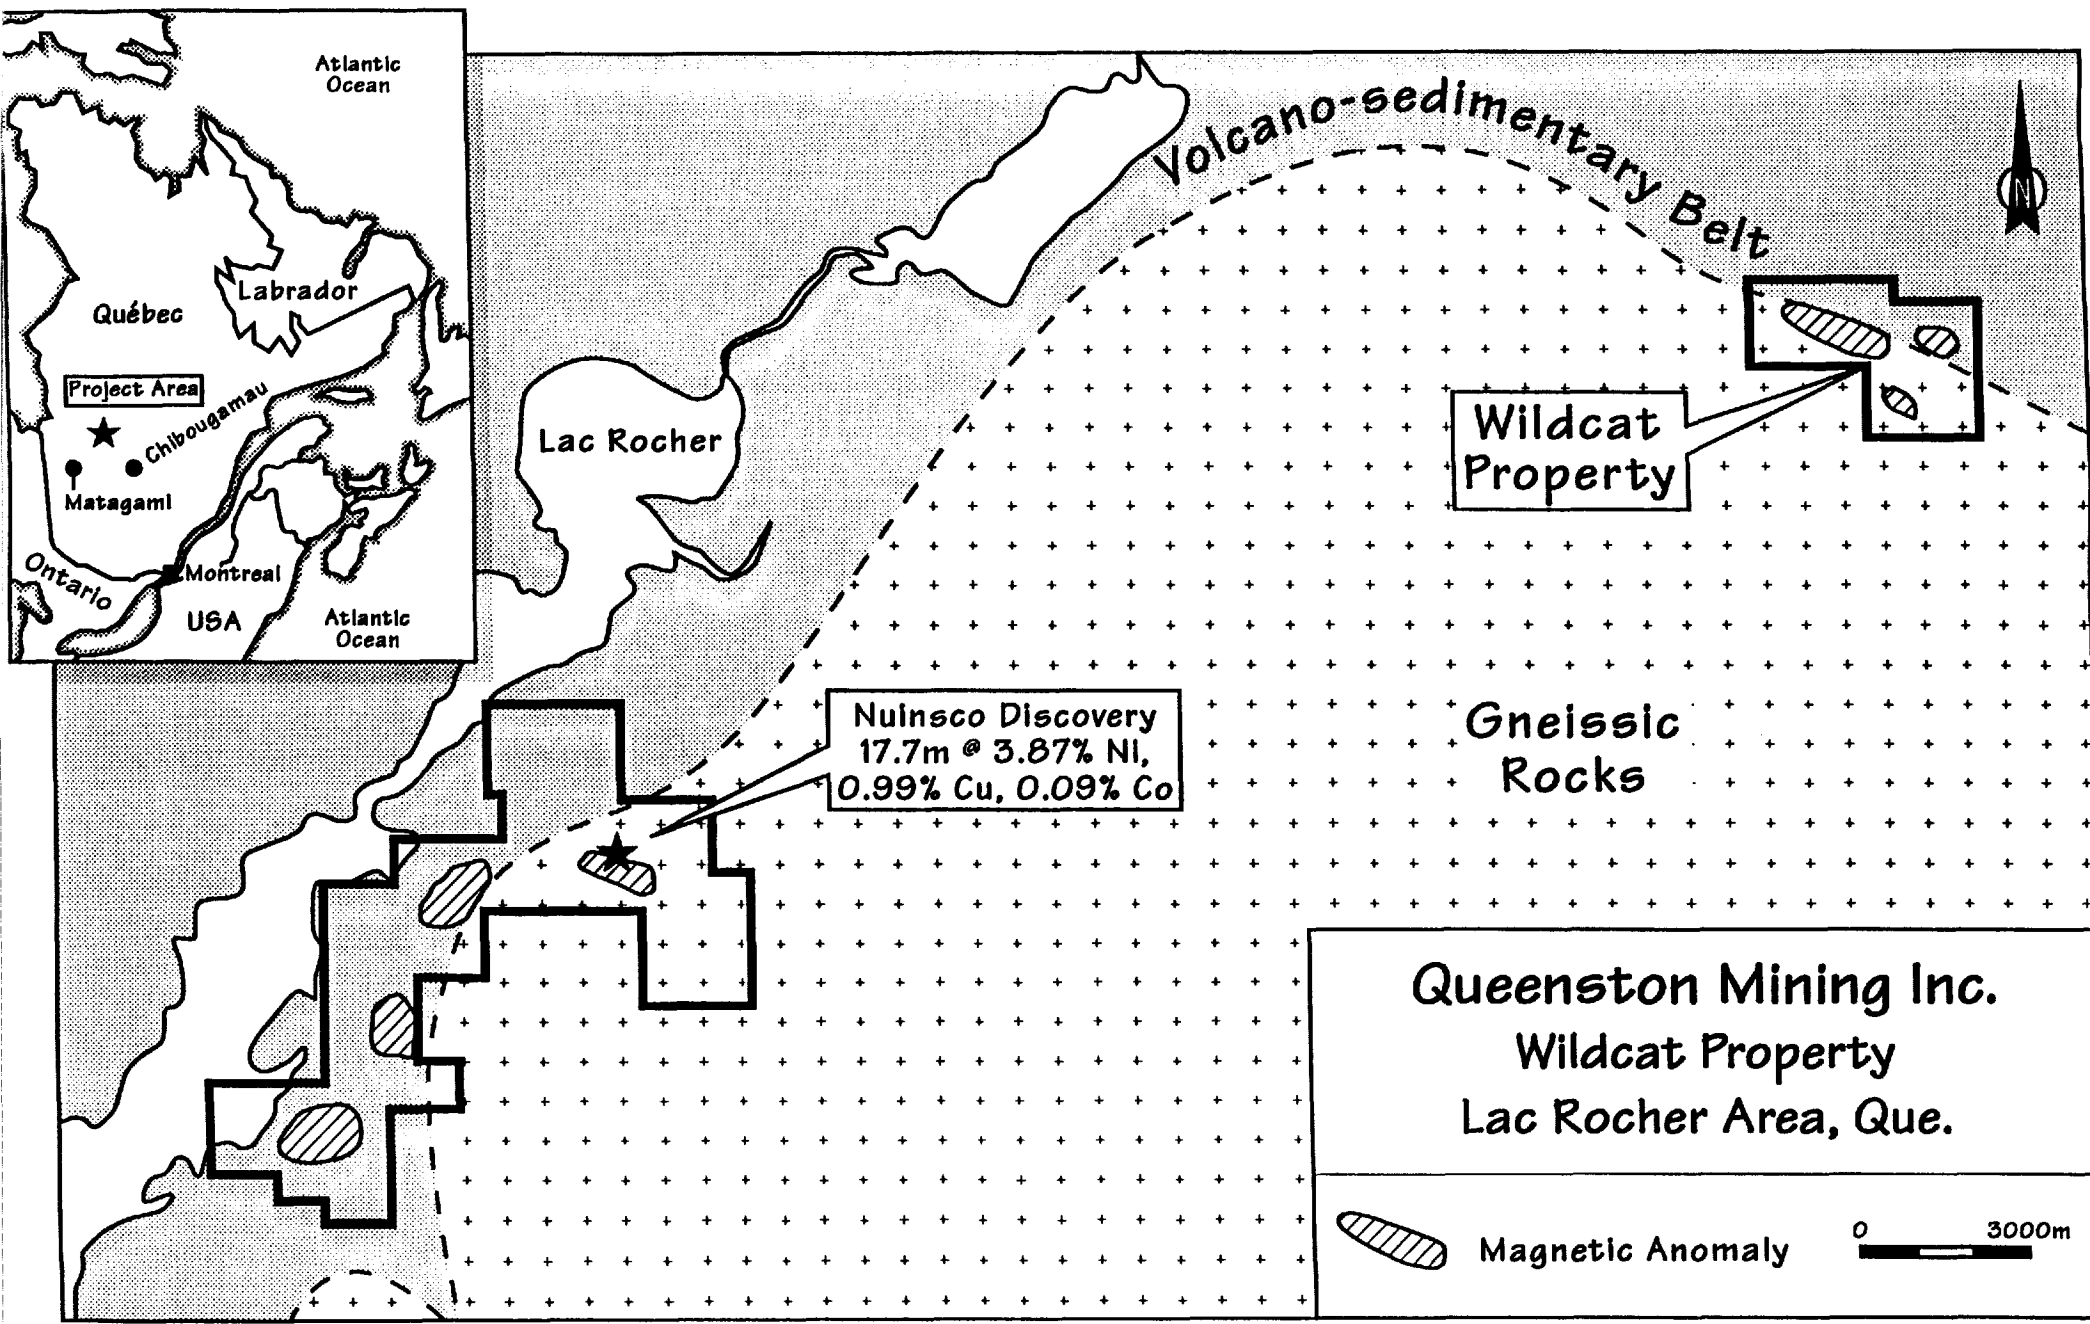 Atlantic
Ocean
Labrador
Québec
Project Area
Chibougamau
Matagami
Ontario
Montreal
USA
Atlantic
Ocean
Volcano-sedimentary Belt
N
Lac Rocher
Wildcat
Property
Nuinsco Discovery
17.7m @ 3.87% Ni,
0.99% Cu, 0.09% Co
Gneissic
Rocks
Queenston Mining Inc.
Wildcat Property
Lac Rocher Area, Que.
Magnetic Anomaly
0 3000m